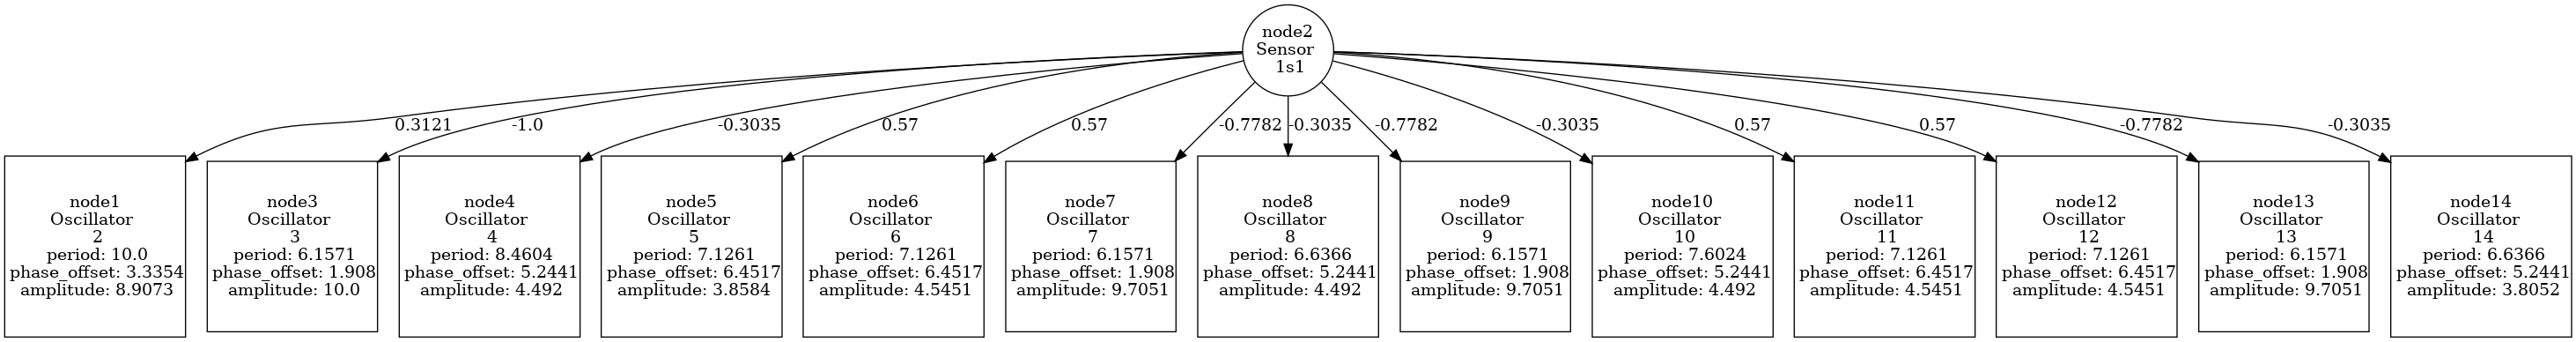 node2
Sensor
1s1
0.3121
-1.0
-0.3035
0.57
0.57
-0.7782
-0.3035
-0.7782
-0.3035
0.57
0.57
-0.7782
-0.3035
node1
Oscillator
2
period: 10.0
phase_offset: 3.3354
amplitude: 8.9073
node3
Oscillator
3
period: 6.1571
phase_offset: 1.908
amplitude: 10.0
node4
Oscillator
4
period: 8.4604
phase_offset: 5.2441
amplitude: 4.492
node5
Oscillator
5
period: 7.1261
phase_offset: 6.4517
amplitude: 3.8584
node6
Oscillator
6
period: 7.1261
phase_offset: 6.4517
amplitude: 4.5451
node7
Oscillator
7
period: 6.1571
phase_offset: 1.908
amplitude: 9.7051
node8
Oscillator
8
period: 6.6366
phase_offset: 5.2441
amplitude: 4.492
node9
Oscillator
9
period: 6.1571
phase_offset: 1.908
amplitude: 9.7051
node10
Oscillator
10
period: 7.6024
phase_offset: 5.2441
amplitude: 4.492
node11
Oscillator
11
period: 7.1261
phase_offset: 6.4517
amplitude: 4.5451
node12
Oscillator
12
period: 7.1261
phase_offset: 6.4517
amplitude: 4.5451
node13
Oscillator
13
period: 6.1571
phase_offset: 1.908
amplitude: 9.7051
node14
Oscillator
14
period: 6.6366
phase_offset: 5.2441
amplitude: 3.8052